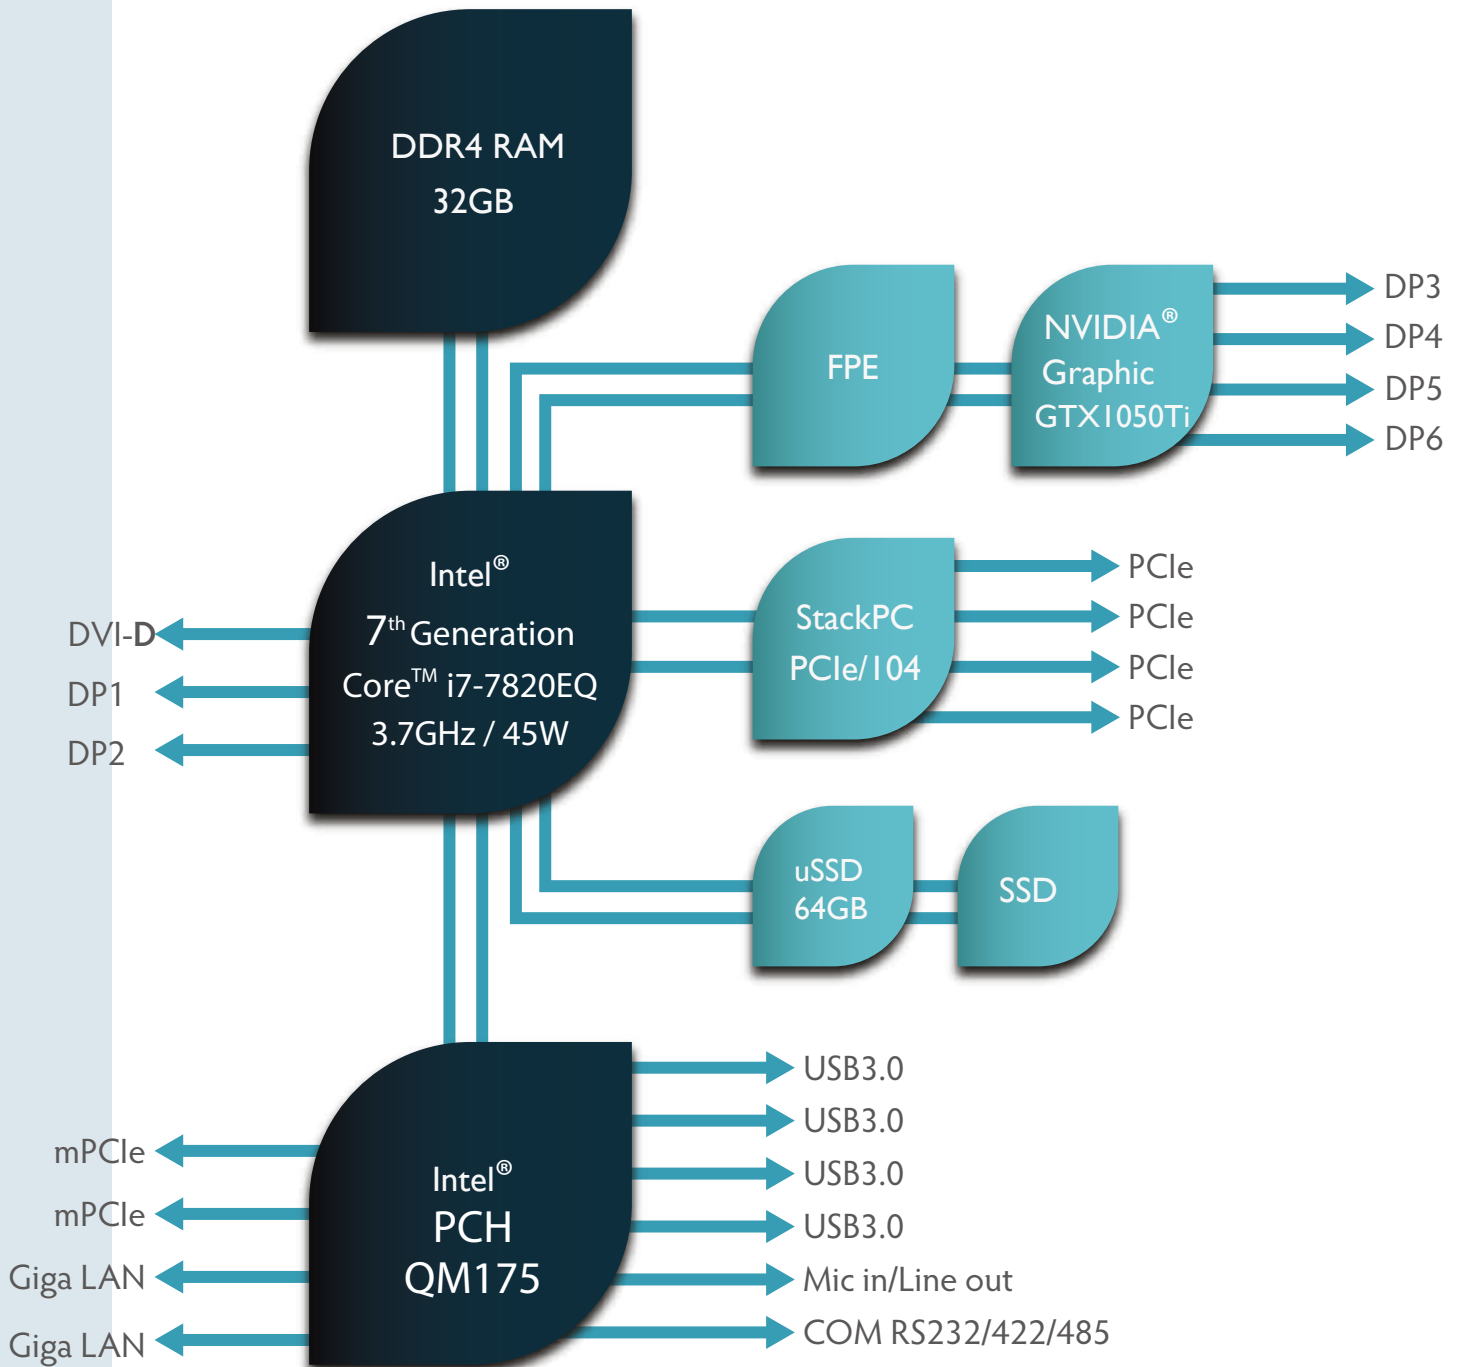 DDR4 RAM
32GB
FPE
NVIDIA®
Graphic
GTX1050Ti
DP3
DP4
DP5
DP6
Intel®
7th Generation
Core™ i7-7820EQ
3.7GHz / 45W
DVI-D
DP1
DP2
StackPC
PCIe/104
PCIe
PCIe
PCIe
PCIe
uSSD
64GB
SSD
Intel®
PCH
QM175
mPCIe
mPCIe
Giga LAN
Giga LAN
USB3.0
USB3.0
USB3.0
USB3.0
Mic in/Line out
COM RS232/422/485